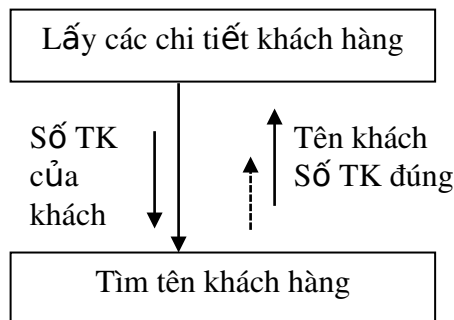 Lấy các chi tiết khách hàng
Số TK
của
khách
Tên khách
Số TK đúng
Tìm tên khách hàng